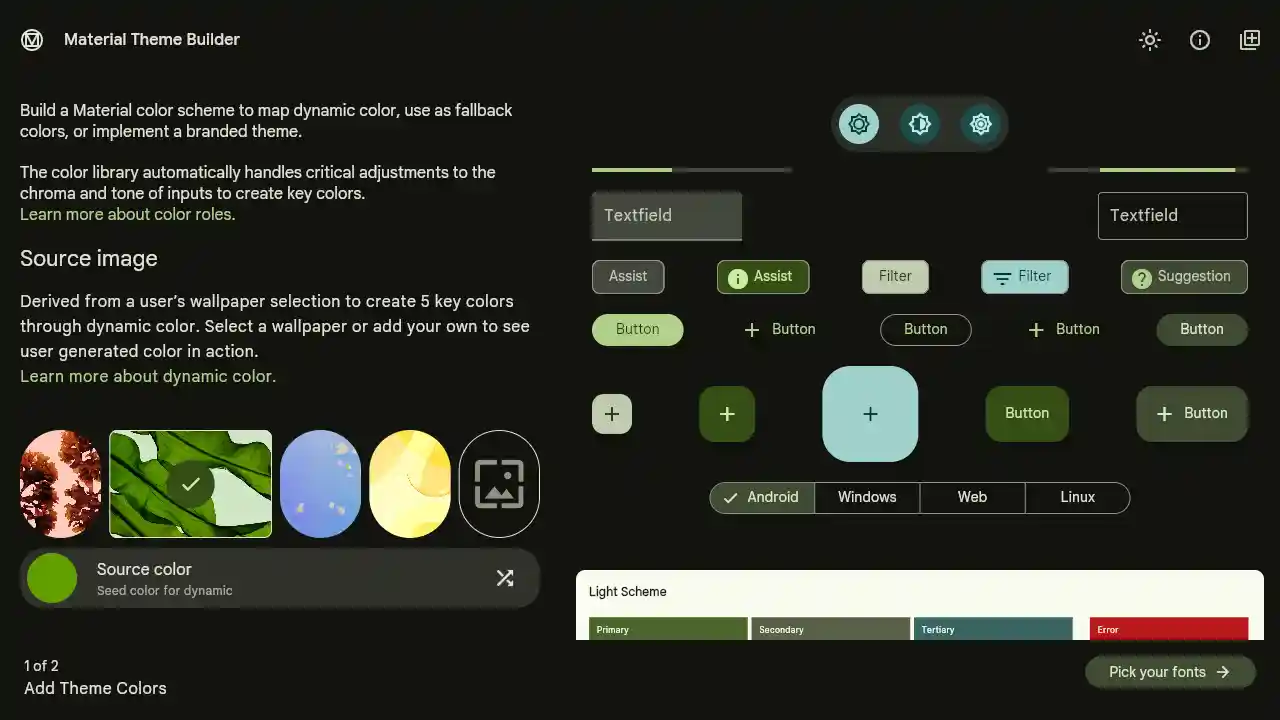 Material Theme Builder
Build a Material color scheme to map dynamic color, use as fallback
colors, or implement a branded theme.
The color library automatically handles critical adjustments to the
chroma and tone of inputs to create key colors.
Learn more about color roles.
Source image
Derived from a user's wallpaper selection to create 5 key colors
through dynamic color. Select a wallpaper or add your own to see
user generated color in action.
Learn more about dynamic color.
Source color
Seed color for dynamic
1 of 2
Add Theme Colors
Textfield
Textfield
Assist
Assist
Filter
Filter
Suggestion
Button
Button
Button
Button
Button
Button
Button
Android
Windows
Web
Linux
Light Scheme
Primary
Secondary
Tertiary
Error
Pick your fonts